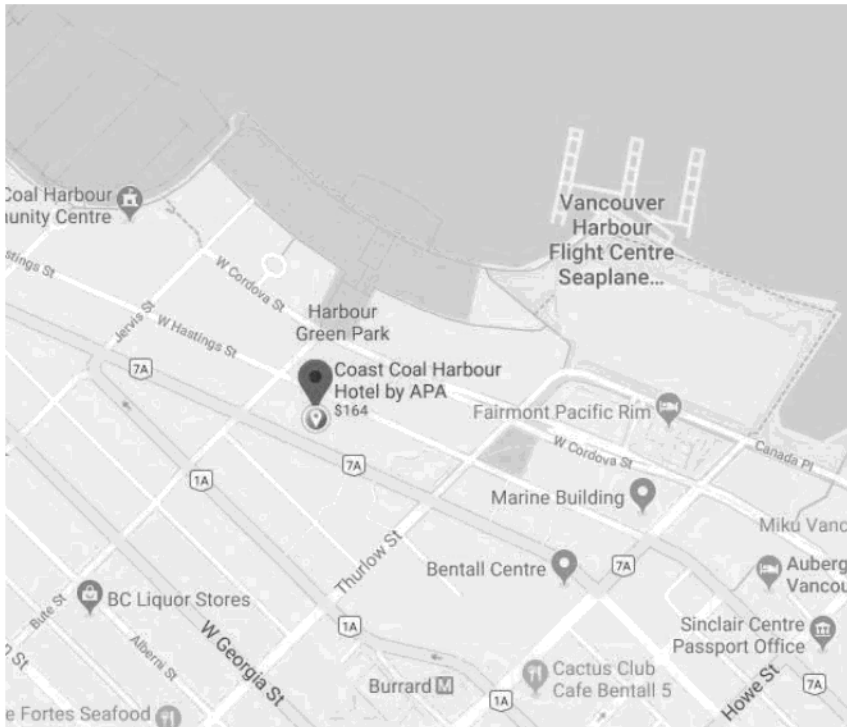 Coal Harbour
unity Centre
Vancouver
Harbour
Flight Centre
Seaplane...
stings St
W Cordova St
Harbour
Green Park
Jervis St
W Hastings St
7A
Coast Coal Harbour
Hotel by APA
$164
Fairmont Pacific Rim
Canada Pl
W Cordova St
1A
7A
Marine Building
Miku Vanc
Thurlow St
Bentall Centre
7A
Auberg
Vancou
Bute St
BC Liquor Stores
1A
W Georgia St
Alberni St
Sinclair Centre
Passport Office
n St
Cactus Club
Cafe Bentall 5
Burrard M
1A
Howe St
7A
e Fortes Seafood